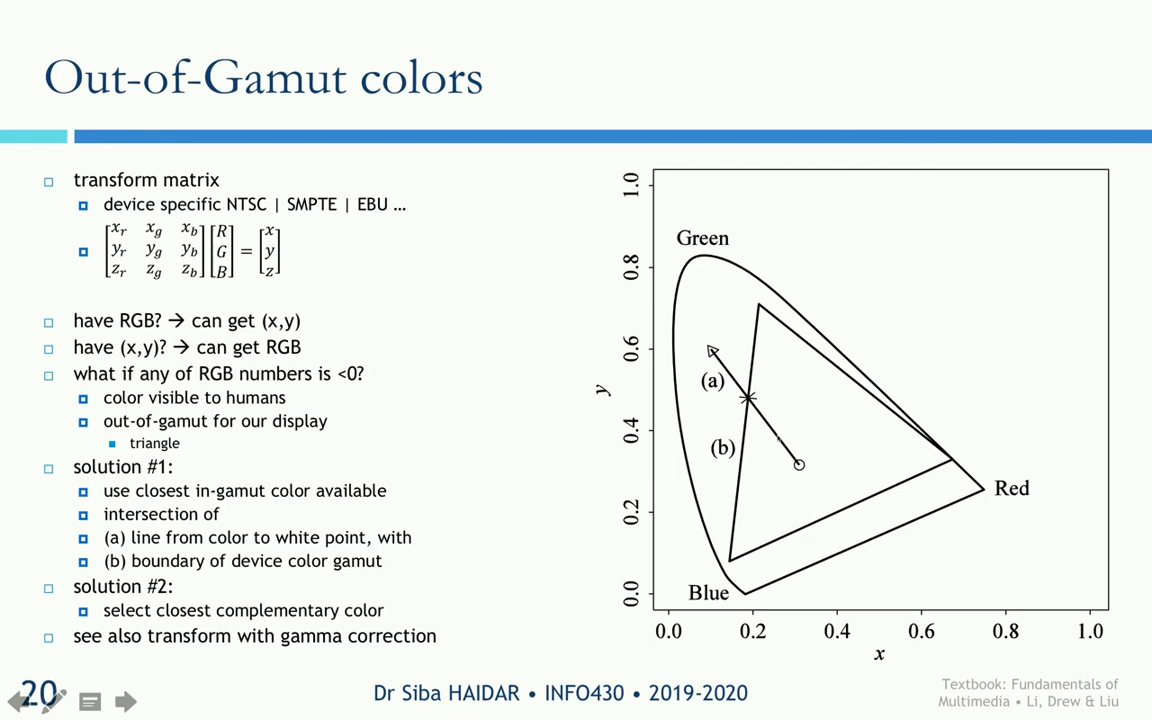 Out-of-Gamut colors
transform matrix
device specific NTSC | SMPTE | EBU …
[x_r x_g x_b] [R] [x]
[y_r y_g y_b] [G] = [y]
[z_r z_g z_b] [B] [z]
have RGB? → can get (x,y)
have (x,y)? → can get RGB
what if any of RGB numbers is <0?
color visible to humans
out-of-gamut for our display
triangle
solution #1:
use closest in-gamut color available
intersection of
(a) line from color to white point, with
(b) boundary of device color gamut
solution #2:
select closest complementary color
see also transform with gamma correction
1.0
0.8
0.6
0.4
0.2
0.0
y
Green
(a)
(b)
Red
Blue
0.0 0.2 0.4 0.6 0.8 1.0
x
20
Dr Siba HAIDAR • INFO430 • 2019-2020
Textbook: Fundamentals of
Multimedia • Li, Drew & Liu